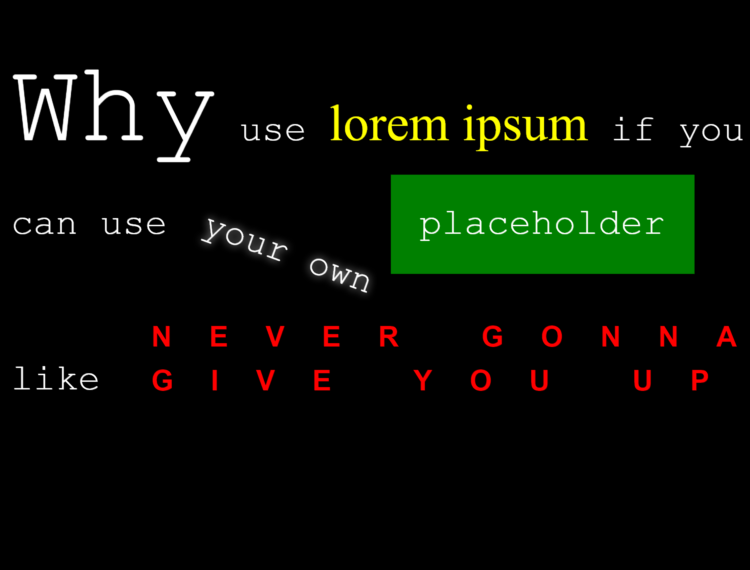 Why use lorem ipsum if you
can use your own placeholder
NEVER GONNA
like GIVE YOU UP